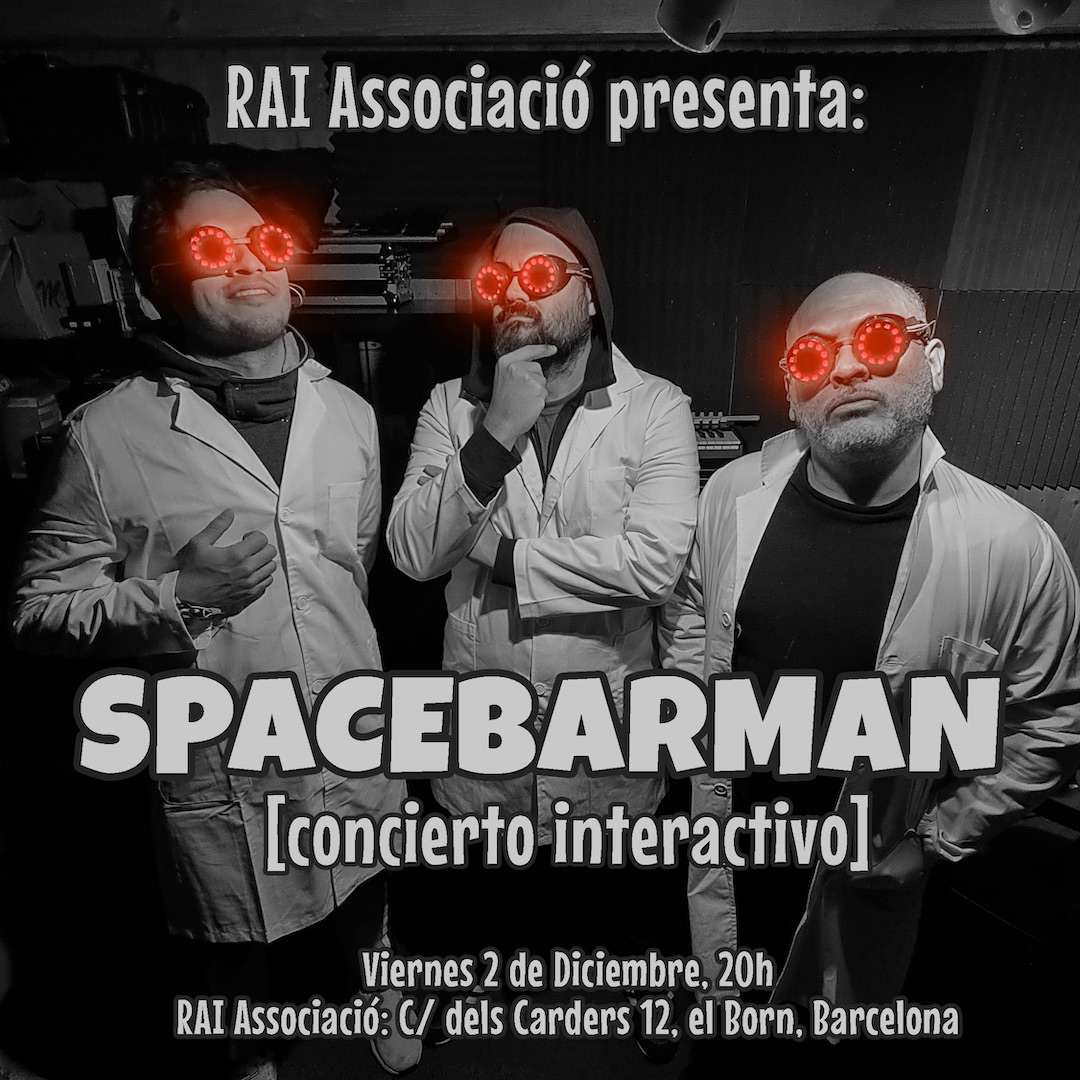 RAI Associació presenta:
SPACEBARMAN
[concierto interactivo]
Viernes 2 de Diciembre, 20h
RAI Associació: C/ dels Carders 12, el Born, Barcelona